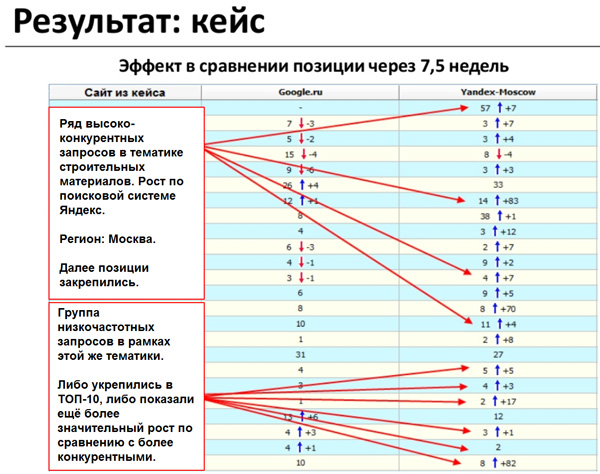 Результат: кейс
Эффект в сравнении позиции через 7,5 недель
Сайт из кейса Google.ru Yandex-Moscow
Ряд высоко-
конкурентных
запросов в тематике
строительных
материалов. Рост по
поисковой системе
Яндекс.
Регион: Москва.
Далее позиции
закрепились.
Группа
низкочастотных
запросов в рамках
этой же тематики.
Либо укрепились в
ТОП-10, либо показали
ещё более
значительный рост по
сравнению с более
конкурентными.
- 57 ↑ +7
7 ↓ -3 3 ↑ +7
5 ↓ -2 3 ↑ +4
15 ↓ -4 8 ↓ -4
9 ↓ -6 3 ↑ +3
26 ↑ +4 33
12 ↑ +1 14 ↑ +83
8 38 ↑ +1
4 3 ↑ +12
6 ↓ -3 2 ↑ +7
4 ↓ -1 9 ↑ +2
3 ↓ -1 4 ↑ +7
6 9 ↑ +5
8 8 ↑ +70
10 11 ↑ +4
1 2 ↑ +8
31 27
4 5 ↑ +5
3 4 ↑ +3
1 2 ↑ +17
13 ↑ +6 12
4 ↑ +3 3 ↑ +1
4 ↑ +1 2
10 8 ↑ +82